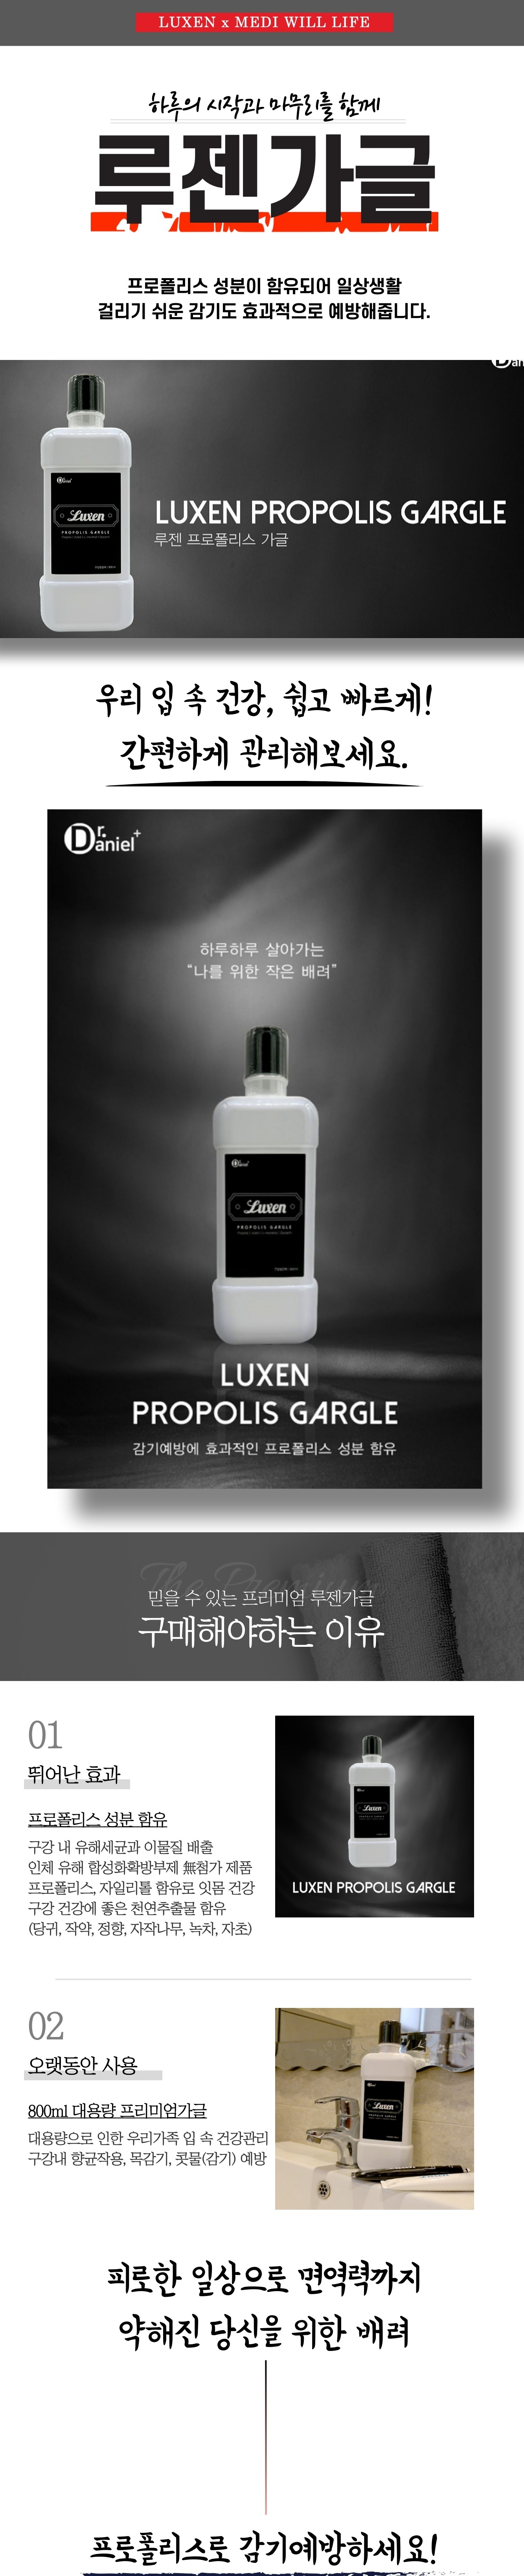 LUXEN x MEDI WILL LIFE
하루의 시작과 마무리를 함께
루젠가글
프로폴리스 성분이 함유되어 일상생활
걸리기 쉬운 감기도 효과적으로 예방해줍니다.
Dr.Daniel
Luxen
PROPOLIS GARGLE
LUXEN PROPOLIS GARGLE
루젠 프로폴리스 가글
우리 입 속 건강, 쉽고 빠르게!
간편하게 관리해보세요.
Dr.Daniel+
하루하루 살아가는
“나를 위한 작은 배려”
Dr.Daniel
Luxen
PROPOLIS GARGLE
LUXEN
PROPOLIS GARGLE
감기예방에 효과적인 프로폴리스 성분 함유
The Premium
믿을 수 있는 프리미엄 루젠가글
구매해야하는 이유
01
뛰어난 효과
프로폴리스 성분 함유
구강 내 유해세균과 이물질 배출
인체 유해 합성화확방부제 無첨가 제품
프로폴리스, 자일리톨 함유로 잇몸 건강
구강 건강에 좋은 천연추출물 함유
(당귀, 작약, 정향, 자작나무, 녹차, 자초)
Luxen
LUXEN PROPOLIS GARGLE
02
오랫동안 사용
800ml 대용량 프리미엄가글
대용량으로 인한 우리가족 입 속 건강관리
구강내 향균작용, 목감기, 콧물(감기) 예방
Luxen
PROPOLIS GARGLE
피로한 일상으로 면역력까지
약해진 당신을 위한 배려
프로폴리스로 감기예방하세요!